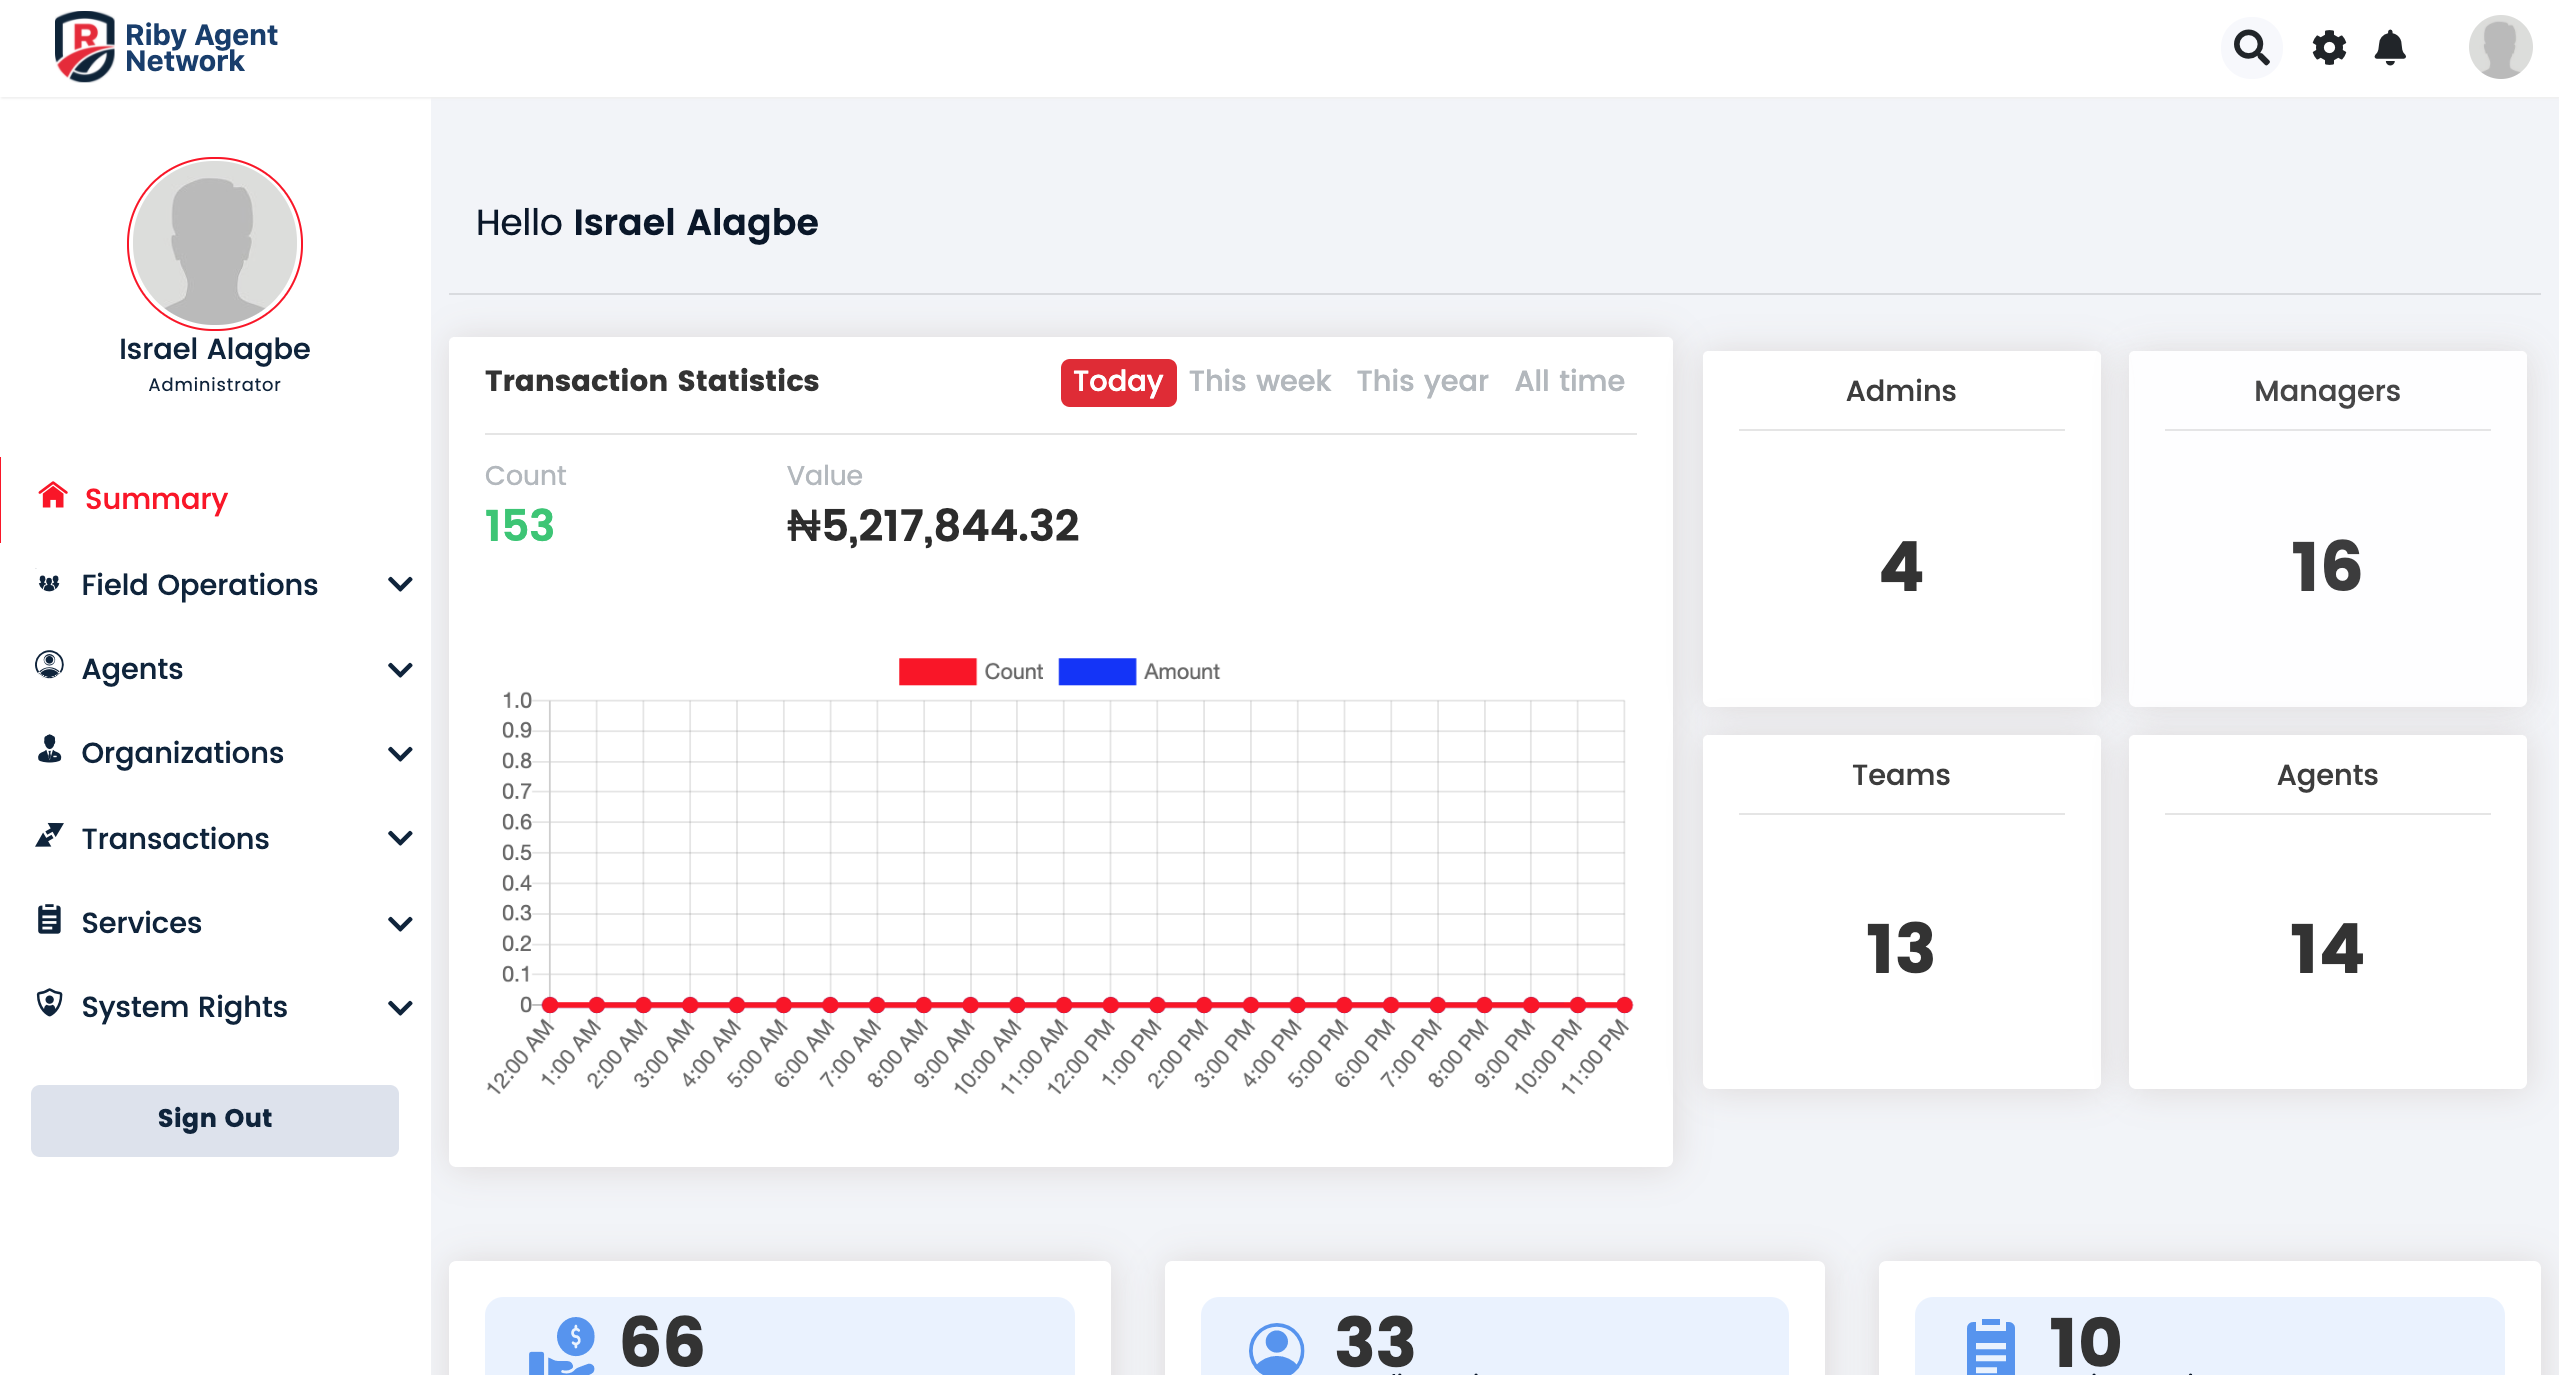 Riby Agent
Network
Israel Alagbe
Administrator
Summary
Field Operations
Agents
Organizations
Transactions
Services
System Rights
Sign Out
Hello Israel Alagbe
Transaction Statistics
Today This week This year All time
Count Value
153 ₦5,217,844.32
Count Amount
1.0
0.9
0.8
0.7
0.6
0.5
0.4
0.3
0.2
0.1
0
12:00 AM 1:00 AM 2:00 AM 3:00 AM 4:00 AM 5:00 AM 6:00 AM 7:00 AM 8:00 AM 9:00 AM 10:00 AM 11:00 AM 12:00 PM 1:00 PM 2:00 PM 3:00 PM 4:00 PM 5:00 PM 6:00 PM 7:00 PM 8:00 PM 9:00 PM 10:00 PM 11:00 PM
Admins
4
Managers
16
Teams
13
Agents
14
66
33
10